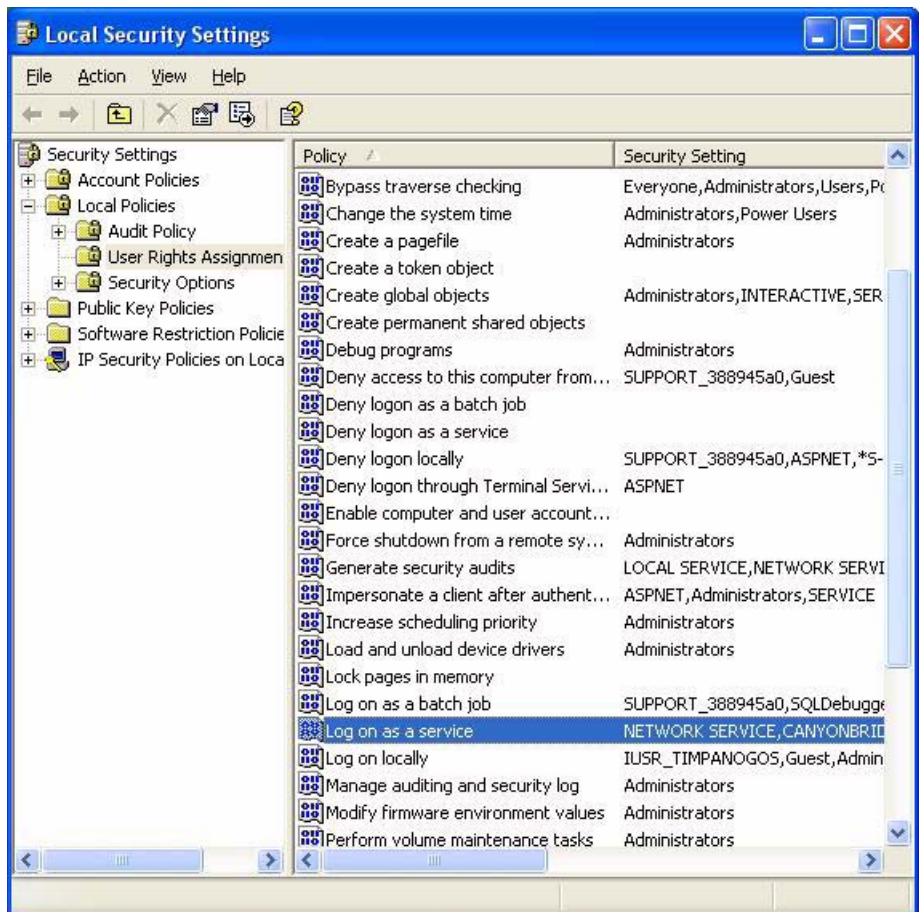 Local Security Settings
File Action View Help
Security Settings
Account Policies
Local Policies
Audit Policy
User Rights Assignmen
Security Options
Public Key Policies
Software Restriction Policie
IP Security Policies on Loca
Policy Security Setting
Bypass traverse checking Everyone,Administrators,Users,Po
Change the system time Administrators,Power Users
Create a pagefile Administrators
Create a token object
Create global objects Administrators,INTERACTIVE,SER
Create permanent shared objects
Debug programs Administrators
Deny access to this computer from... SUPPORT_388945a0,Guest
Deny logon as a batch job
Deny logon as a service
Deny logon locally SUPPORT_388945a0,ASPNET,*S-
Deny logon through Terminal Servi... ASPNET
Enable computer and user account...
Force shutdown from a remote sy... Administrators
Generate security audits LOCAL SERVICE,NETWORK SERVI
Impersonate a client after authent... ASPNET,Administrators,SERVICE
Increase scheduling priority Administrators
Load and unload device drivers Administrators
Lock pages in memory
Log on as a batch job SUPPORT_388945a0,SQLDebugge
Log on as a service NETWORK SERVICE,CANYONBRID
Log on locally IUSR_TIMPANOGOS,Guest,Admin
Manage auditing and security log Administrators
Modify firmware environment values Administrators
Perform volume maintenance tasks Administrators